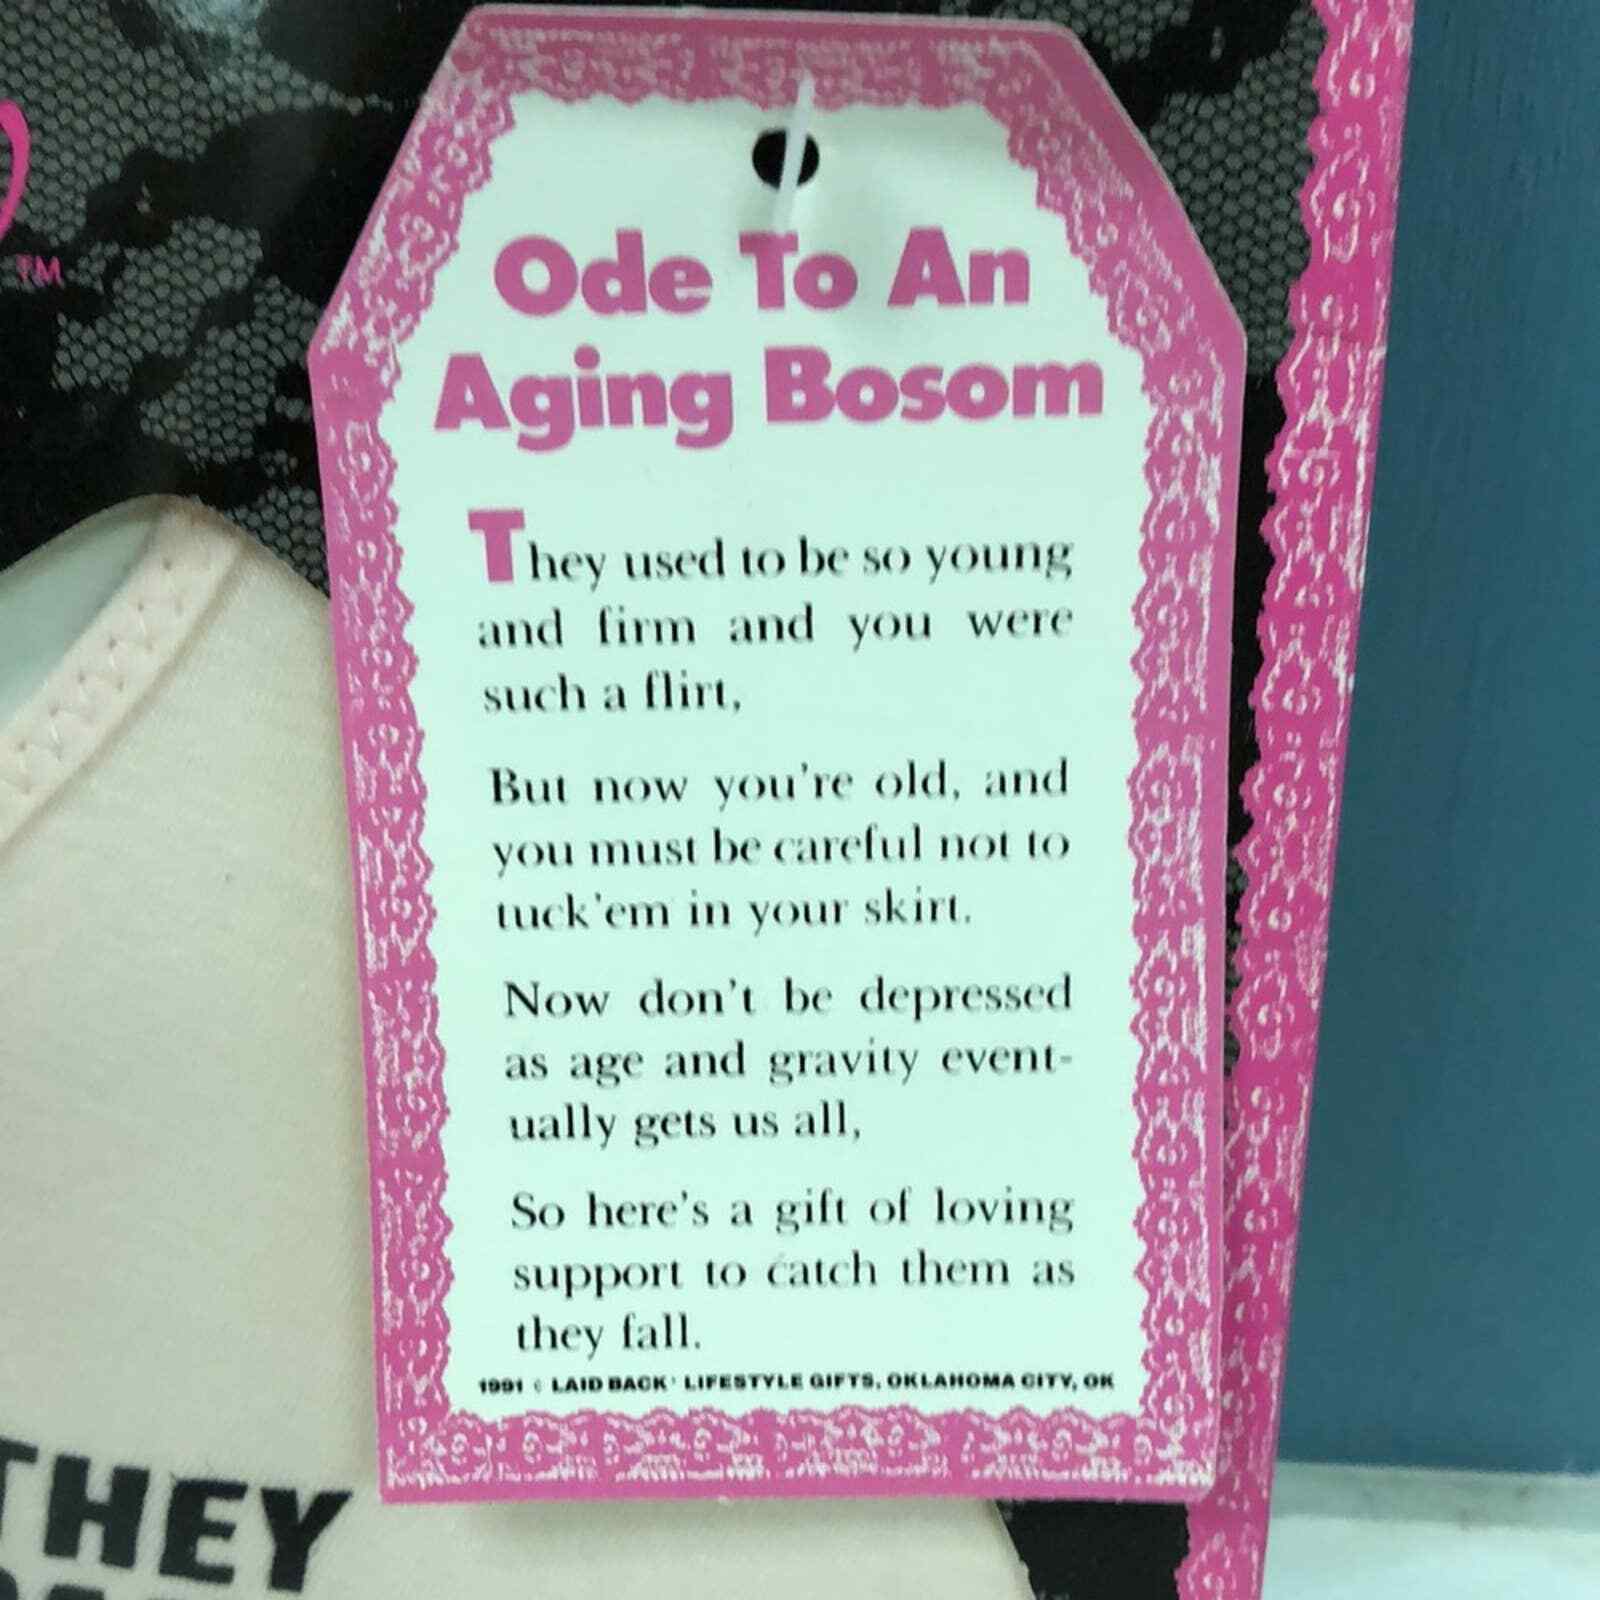 TM
Ode To An
Aging Bosom
They used to be so young
and firm and you were
such a flirt,
But now you're old, and
you must be careful not to
tuck'em in your skirt.
Now don't be depressed
as age and gravity event-
ually gets us all,
So here's a gift of loving
support to catch them as
they fall.
1991 © LAID BACK® LIFESTYLE GIFTS, OKLAHOMA CITY, OK
THEY